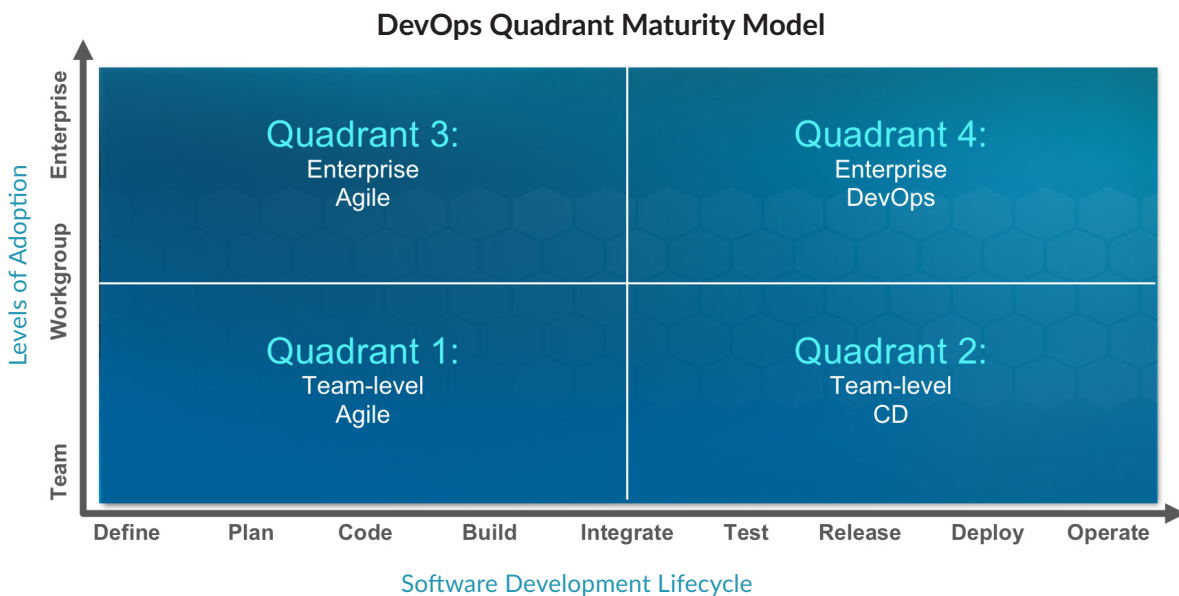 DevOps Quadrant Maturity Model
Levels of Adoption
Enterprise
Workgroup
Team
Quadrant 3:
Enterprise
Agile
Quadrant 4:
Enterprise
DevOps
Quadrant 1:
Team-level
Agile
Quadrant 2:
Team-level
CD
Define Plan Code Build Integrate Test Release Deploy Operate
Software Development Lifecycle